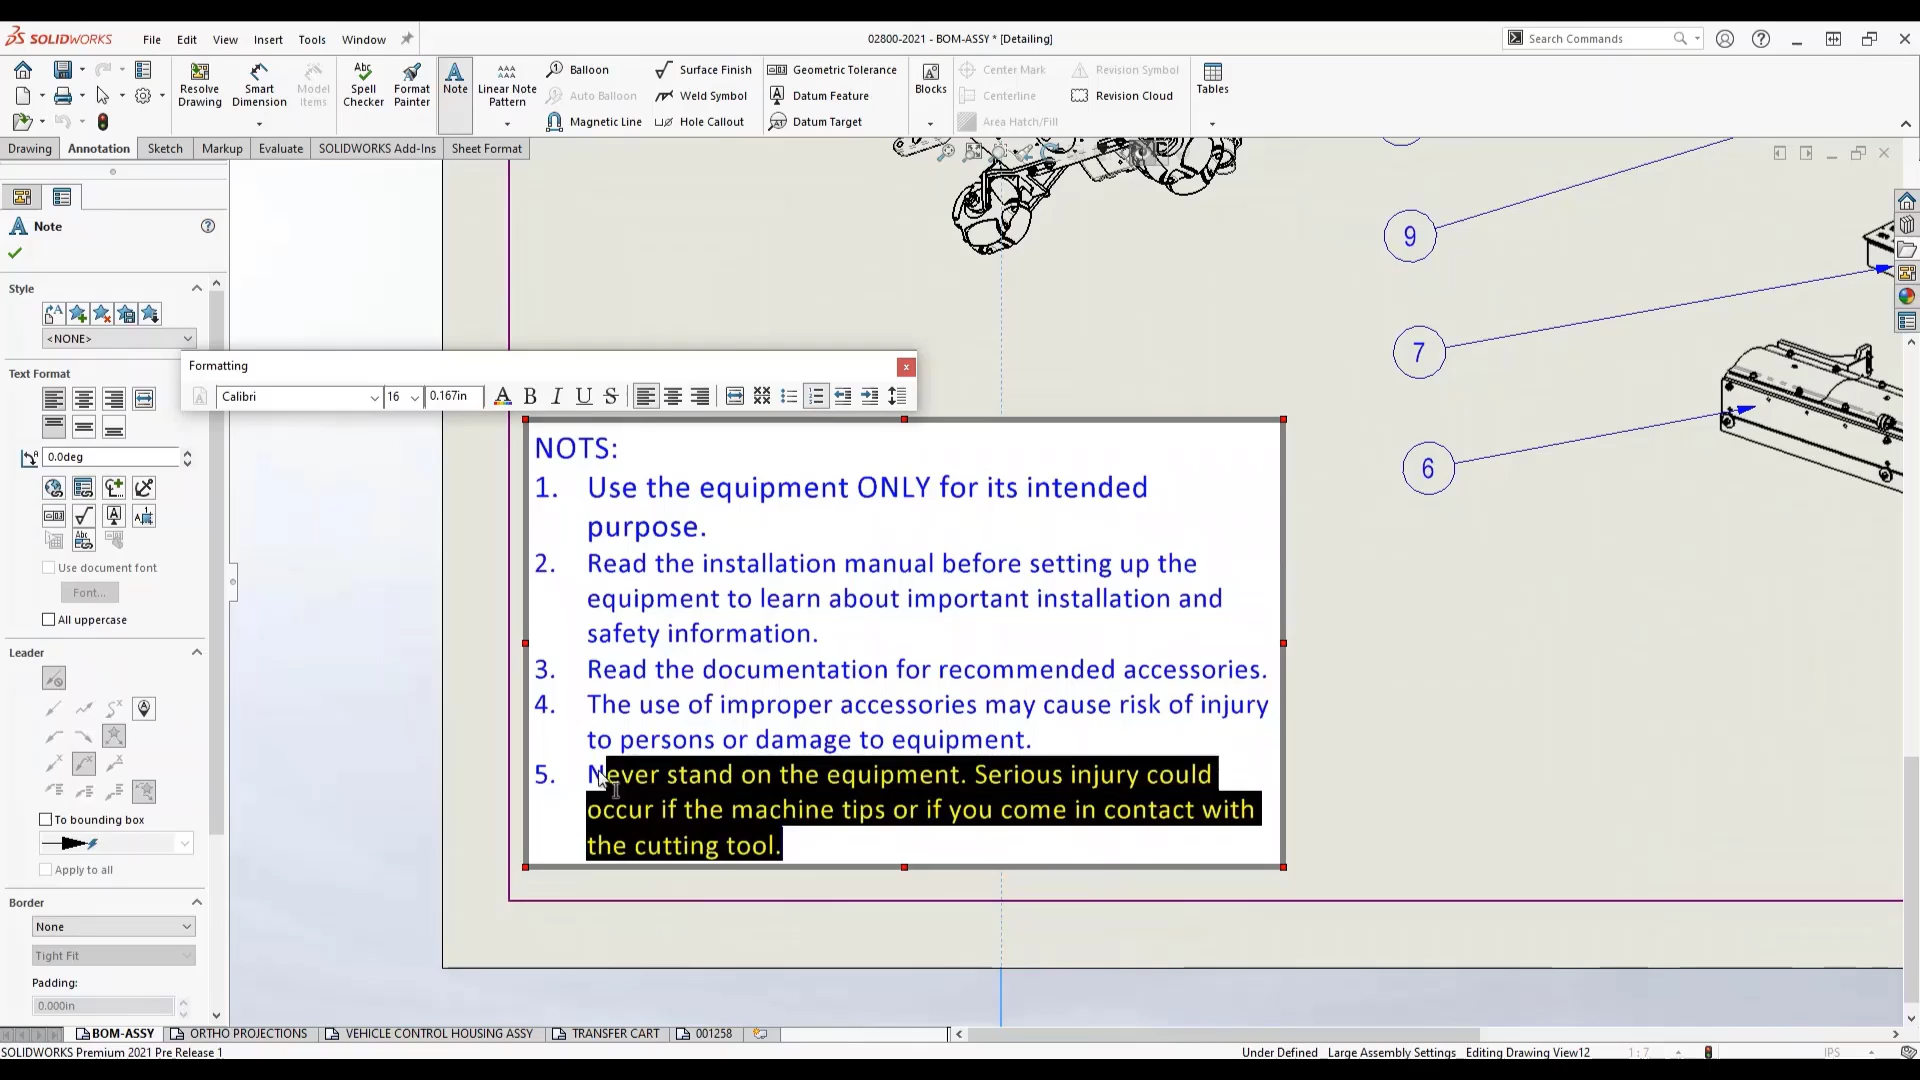 SOLIDWORKS File Edit View Insert Tools Window 02800-2021 - BOM-ASSY * [Detailing] Search Commands
Resolve Drawing
Smart Dimension
Model Items
Spell Checker
Format Painter
Note
Linear Note Pattern
Balloon
Auto Balloon
Magnetic Line
Surface Finish
Weld Symbol
Hole Callout
Geometric Tolerance
Datum Feature
Datum Target
Blocks
Center Mark
Centerline
Area Hatch/Fill
Revision Symbol
Revision Cloud
Tables
Drawing Annotation Sketch Markup Evaluate SOLIDWORKS Add-Ins Sheet Format
Note
Style
<NONE>
Text Format
0.0deg
Use document font
Font...
All uppercase
Leader
To bounding box
Apply to all
Border
None
Tight Fit
Padding:
0.000in
Formatting
Calibri 16 0.167in
NOTS:
1. Use the equipment ONLY for its intended
purpose.
2. Read the installation manual before setting up the
equipment to learn about important installation and
safety information.
3. Read the documentation for recommended accessories.
4. The use of improper accessories may cause risk of injury
to persons or damage to equipment.
5. Never stand on the equipment. Serious injury could
occur if the machine tips or if you come in contact with
the cutting tool.
9
7
6
BOM-ASSY ORTHO PROJECTIONS VEHICLE CONTROL HOUSING ASSY TRANSFER CART 001258
SOLIDWORKS Premium 2021 Pre Release 1 Under Defined Large Assembly Settings Editing Drawing View12 1:7 IPS